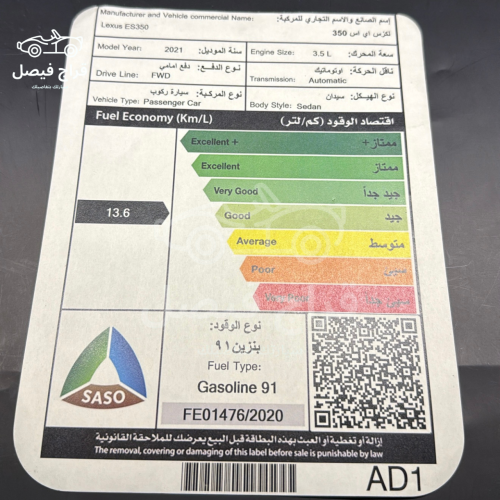 Manufacturer and Vehicle commercial Name: إسم الصانع والاسم التجاري للمركبة:
Lexus ES350 لكزس اي اس 350
Model Year: 2021 سنة الموديل: Engine Size: 3.5 L سعة المحرك:
نوع الدفع: دفع امامي ناقل الحركة: اوتوماتيك
Drive Line: FWD Transmission: Automatic
نوع المركبة: سيارة ركوب نوع الهيكل: سيدان
Vehicle Type: Passenger Car Body Style: Sedan
Fuel Economy (Km/L) اقتصاد الوقود (كم/لتر)
Excellent + ممتاز+
Excellent ممتاز
Very Good جيد جداً
13.6 Good جيد
Average متوسط
Poor
نوع الوقود:
بنزين ٩١
Fuel Type:
Gasoline 91
SASO
FE01476/2020
إزالة أو تغطية أو العبث بهذه البطاقة قبل البيع يعرضك للملاحقة القانونية
The removal, covering or damaging of this label before sale is punishable by law
AD1
فيصل